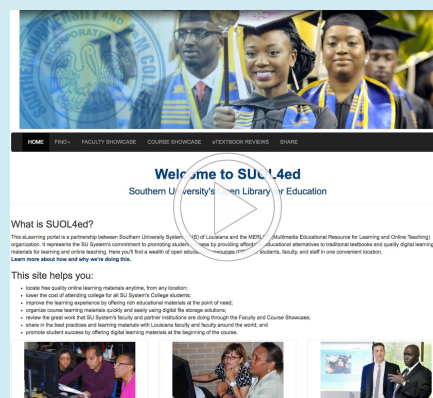 HOME FIND FACULTY SHOWCASE COURSE SHOWCASE eTEXTBOOK REVIEWS SHARE
Welcome to SUOL4ed
Southern University's Open Library for Education
What is SUOL4ed?
This eLearning portal is a partnership between Southern University System of Louisiana and the (Multimedia Educational Resource for Learning and Online Teaching)
organization. It represents the SU System's commitment to promoting student by providing educational alternatives to traditional textbooks and quality digital learning
materials for learning and online teaching. Here you'll find a wealth of open students, faculty, and staff in one convenient location.
Learn more about how and why we're doing this.
This site helps you:
• locate free quality online learning materials anytime, from any location;
• lower the cost of attending college for all SU System's College students;
• improve the learning experience by offering rich educational materials at the point of need;
• organize course learning materials quickly and easily using digital file storage solutions;
• review the great work that SU System's faculty and partner institutions are doing through the Faculty and Course Showcase;
• share in the best practices and learning materials with Louisiana faculty and faculty around the world; and
• promote student success by offering digital learning materials at the beginning of the course.